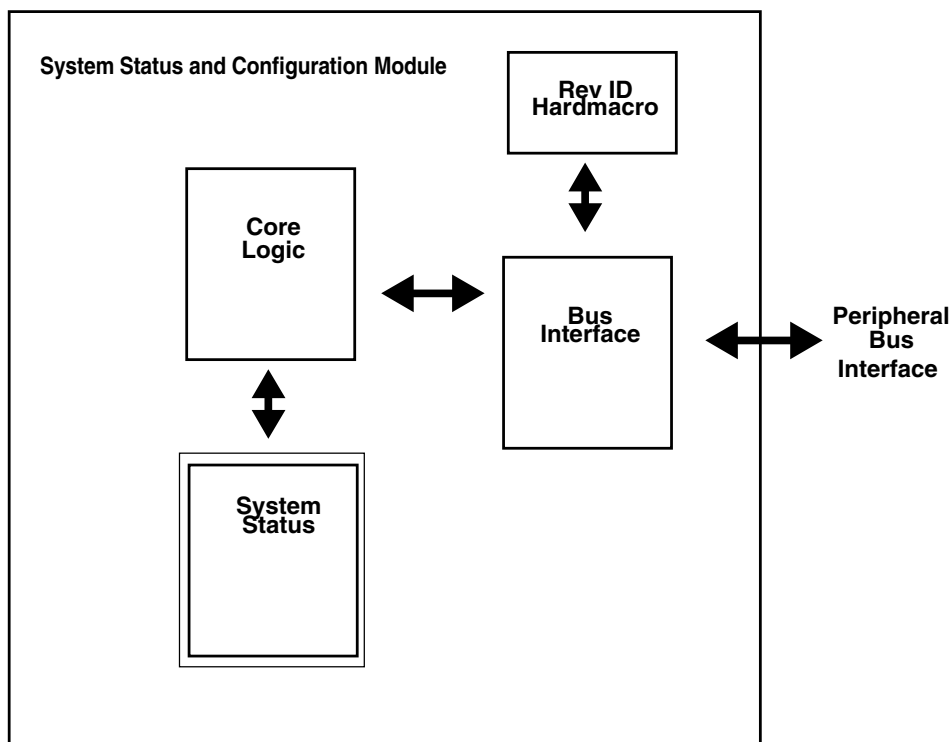 System Status and Configuration Module
Rev ID
Hardmacro
Core
Logic
Bus
Interface
Peripheral
Bus
Interface
System
Status